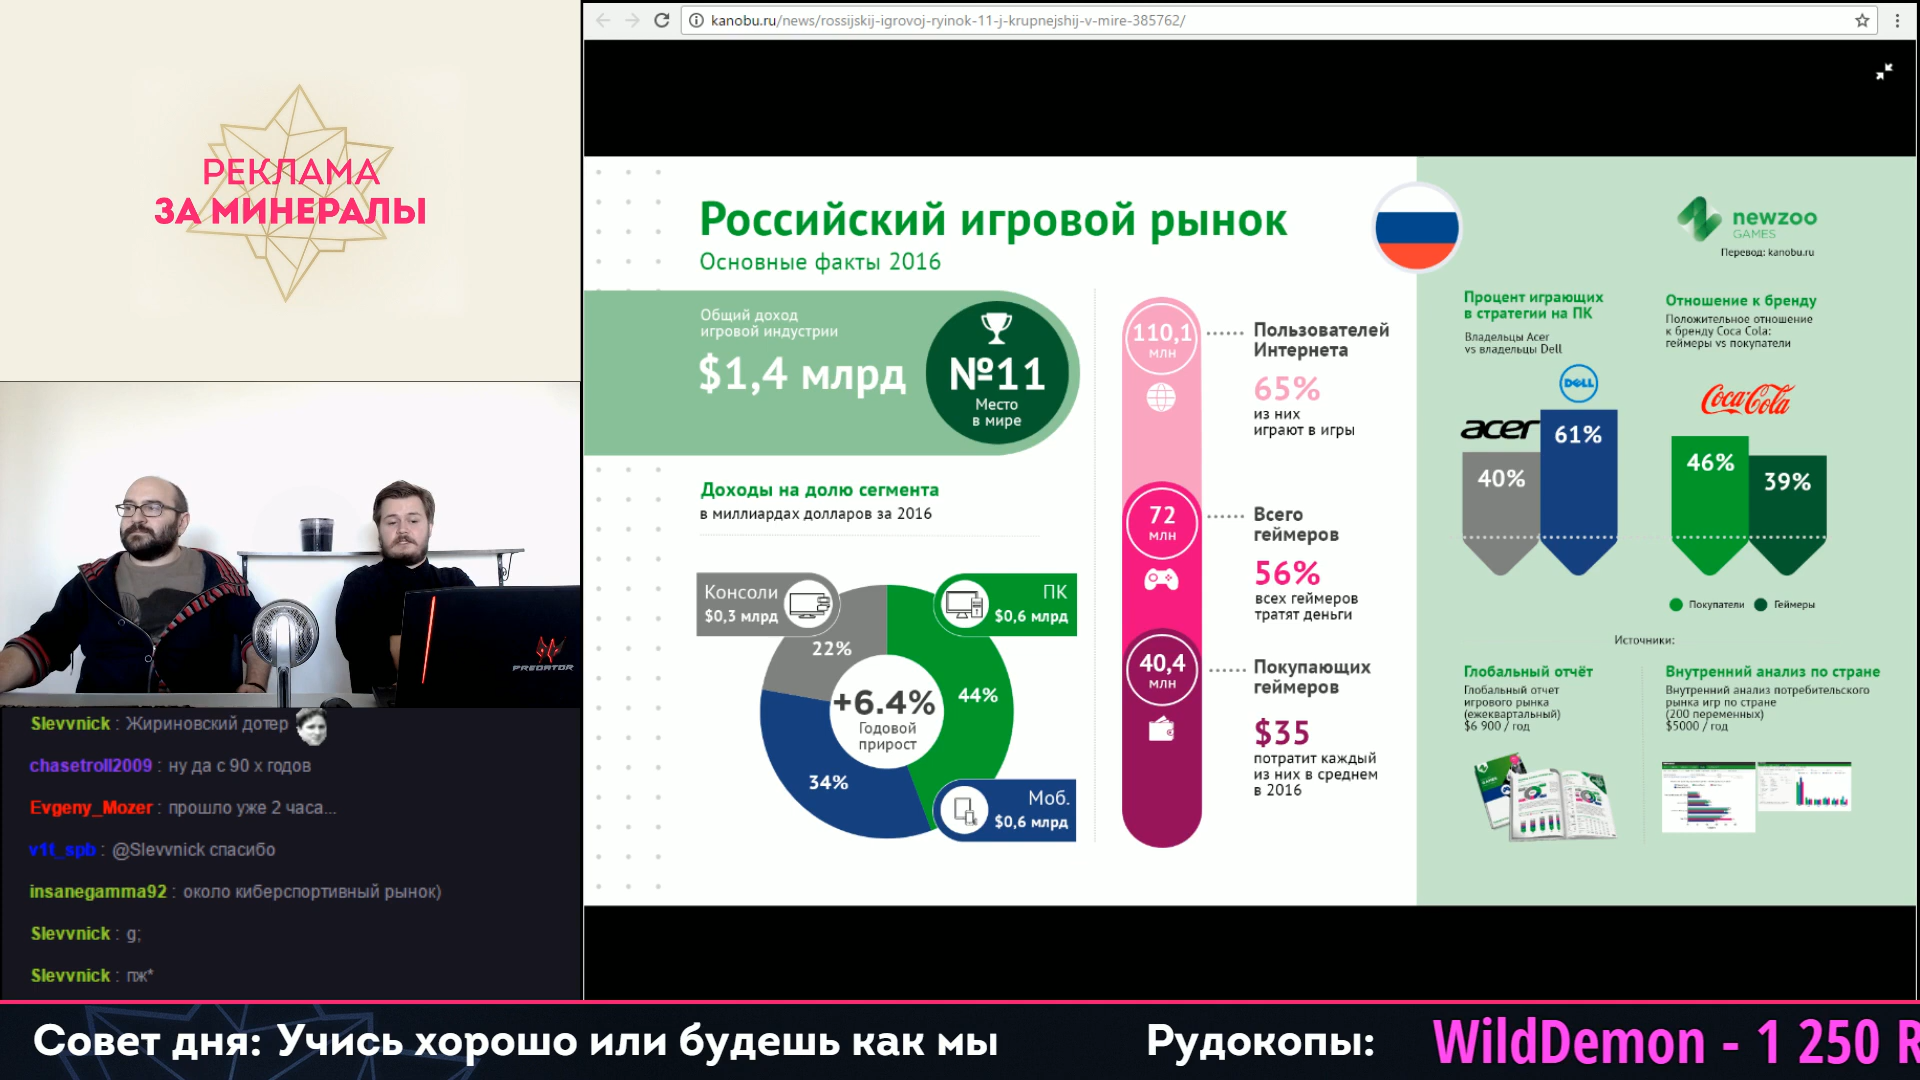 kanobu.ru/news/rossijskij-igrovoj-ryinok-11-j-krupnejshij-v-mire-385762/
РЕКЛАМА
ЗА МИНЕРАЛЫ
Российский игровой рынок
Основные факты 2016
Общий доход
игровой индустрии
$1,4 млрд
№11
Место
в мире
Доходы на долю сегмента
в миллиардах долларов за 2016
Консоли
$0,3 млрд
ПК
$0,6 млрд
22%
44%
34%
+6.4%
Годовой
прирост
Моб.
$0,6 млрд
110,1
млн
Пользователей
Интернета
65%
из них
играют в игры
72
млн
Всего
геймеров
56%
всех геймеров
тратят деньги
40,4
млн
Покупающих
геймеров
$35
потратит каждый
из них в среднем
в 2016
newzoo
GAMES
Перевод: kanobu.ru
Процент играющих
в стратегии на ПК
Владельцы Acer
vs владельцы Dell
DELL
acer
40%
61%
Отношение к бренду
Положительное отношение
к бренду Coca Cola:
геймеры vs покупатели
Coca-Cola
46%
39%
Покупатели
Геймеры
Источники:
Глобальный отчёт
Глобальный отчет
игрового рынка
(ежеквартальный)
$6 900 / год
Внутренний анализ по стране
Внутренний анализ потребительского
рынка игр по стране
(200 переменных)
$5000 / год
PREDATOR
Slevvnick : Жириновский дотер
chasetroll2009 : ну да с 90 х годов
Evgeny_Mozer : прошло уже 2 часа...
v1t_spb : @Slevvnick спасибо
insanegamma92 : около киберспортивный рынок)
Slevvnick : g;
Slevvnick : пж*
Совет дня: Учись хорошо или будешь как мы
Рудокопы:
WildDemon - 1 250 R